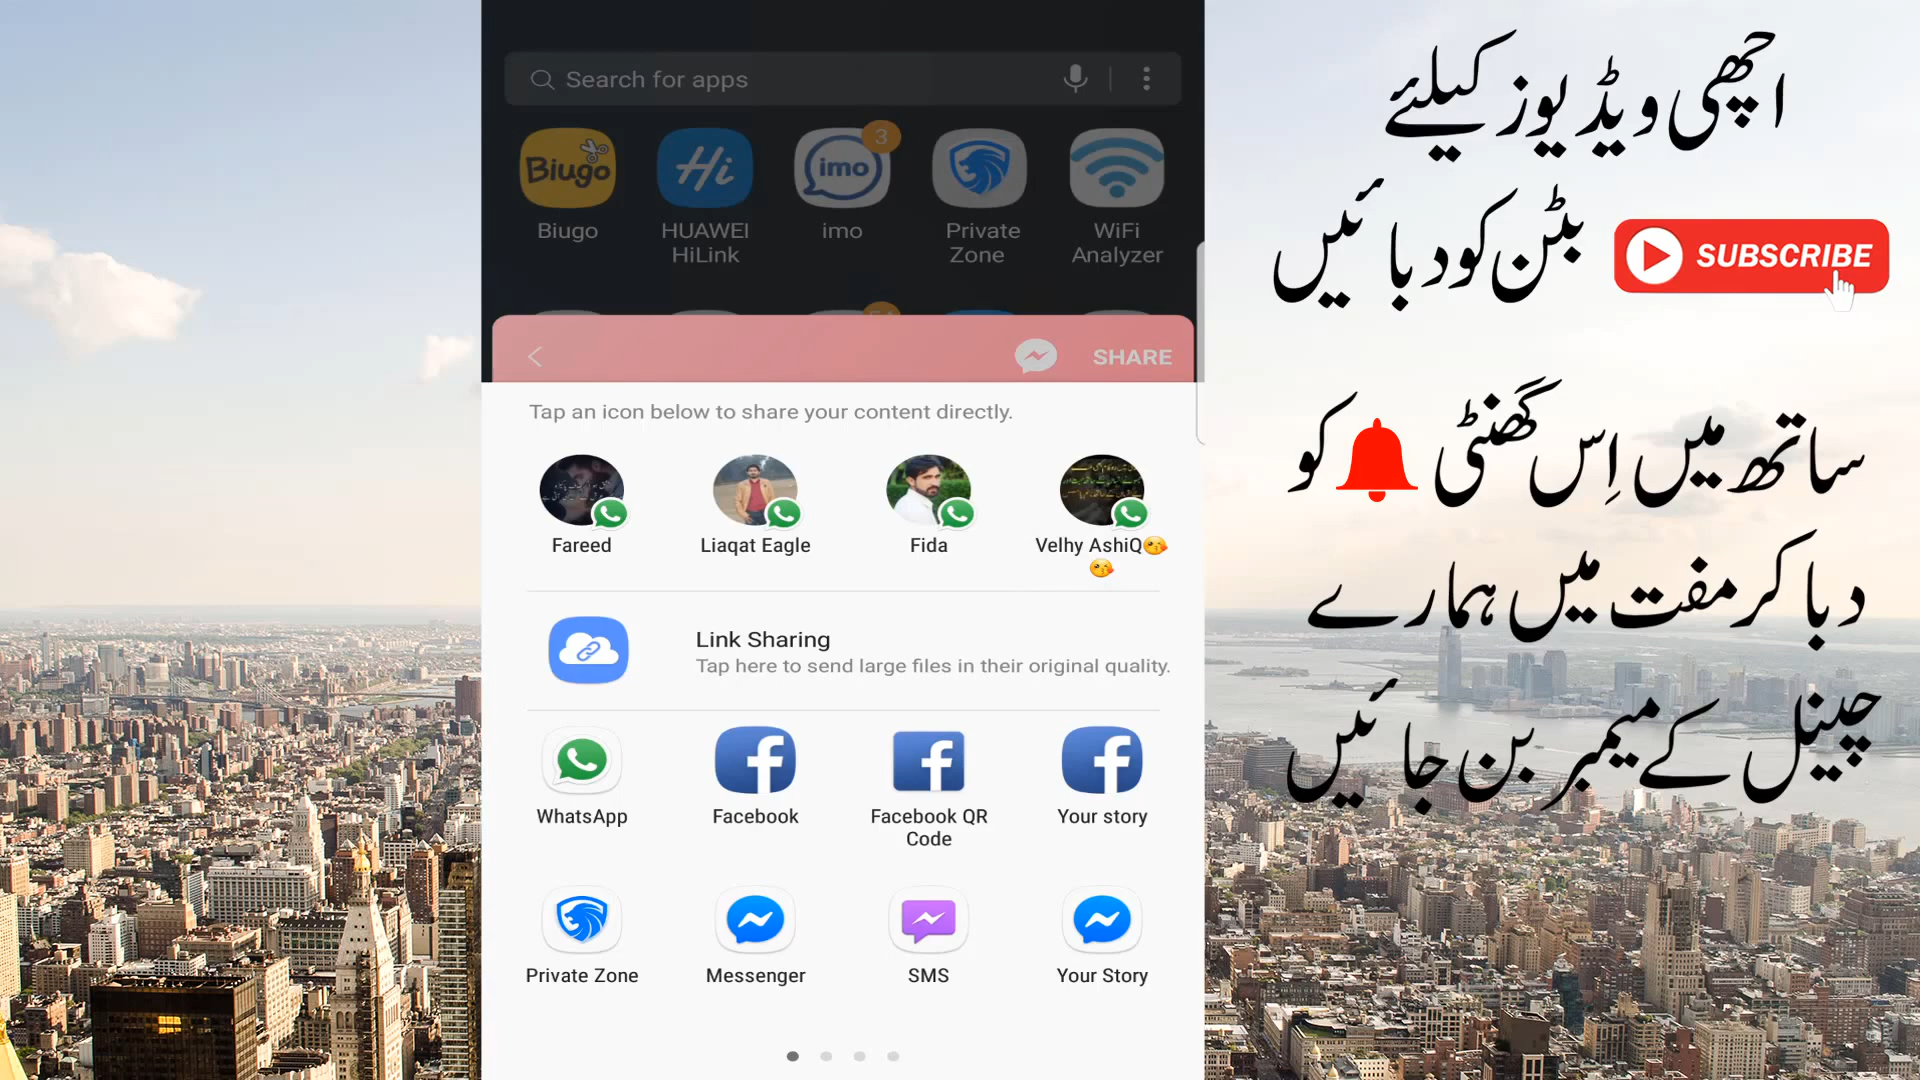 Search for apps
Biugo
Hi
imo
3
Biugo
HUAWEI HiLink
imo
Private Zone
WiFi Analyzer
SHARE
Tap an icon below to share your content directly.
Fareed
Liaqat Eagle
Fida
Velhy AshiQ😘😘
Link Sharing
Tap here to send large files in their original quality.
WhatsApp
Facebook
Facebook QR Code
Your story
Private Zone
Messenger
SMS
Your Story
اچھی ویڈیوز کیلئے
SUBSCRIBE بٹن کو دبائیں
ساتھ میں اِس گھنٹی کو
دبا کر مفت میں ہمارے
چینل کے میمبر بن جائیں